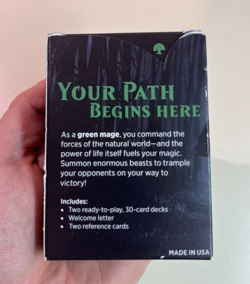 YOUR PATH
BEGINS HERE
As a green mage, you command the
forces of the natural world—and the
power of life itself fuels your magic.
Summon enormous beasts to trample
your opponents on your way to
victory!
Includes:
• Two ready-to-play, 30-card decks
• Welcome letter
• Two reference cards
MADE IN USA